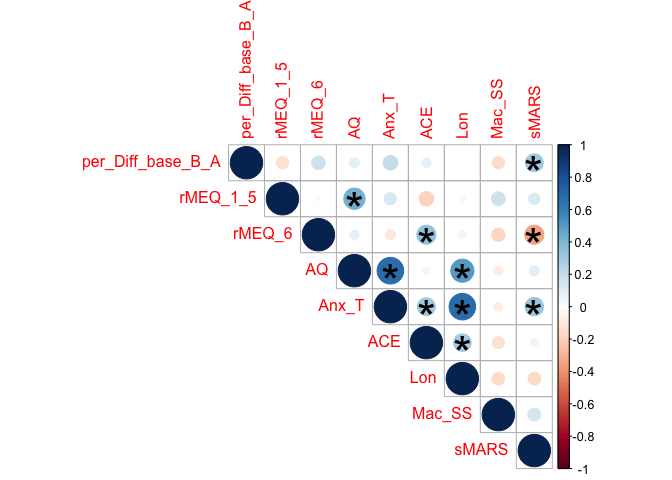 per_Diff_base_B_A
rMEQ_1_5
rMEQ_6
AQ
Anx_T
ACE
Lon
Mac_SS
sMARS
per_Diff_base_B_A
*
rMEQ_1_5
*
rMEQ_6
*
*
AQ
*
*
Anx_T
*
*
*
ACE
*
Lon
Mac_SS
sMARS
1
0.8
0.6
0.4
0.2
0
-0.2
-0.4
-0.6
-0.8
-1